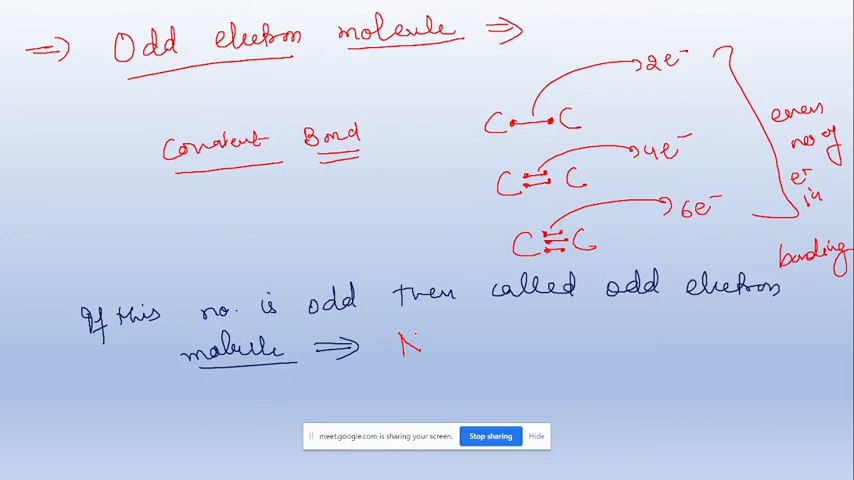 ⇒ Odd electron molecule ⇒
Covalent Bond
C — C → 2e⁻
C = C → 4e⁻
C ≡ C → 6e⁻
even
no of
e⁻
in
bonding
If this no. is odd then called odd electron
molecule ⇒ N
meet.google.com is sharing your screen. Stop sharing Hide